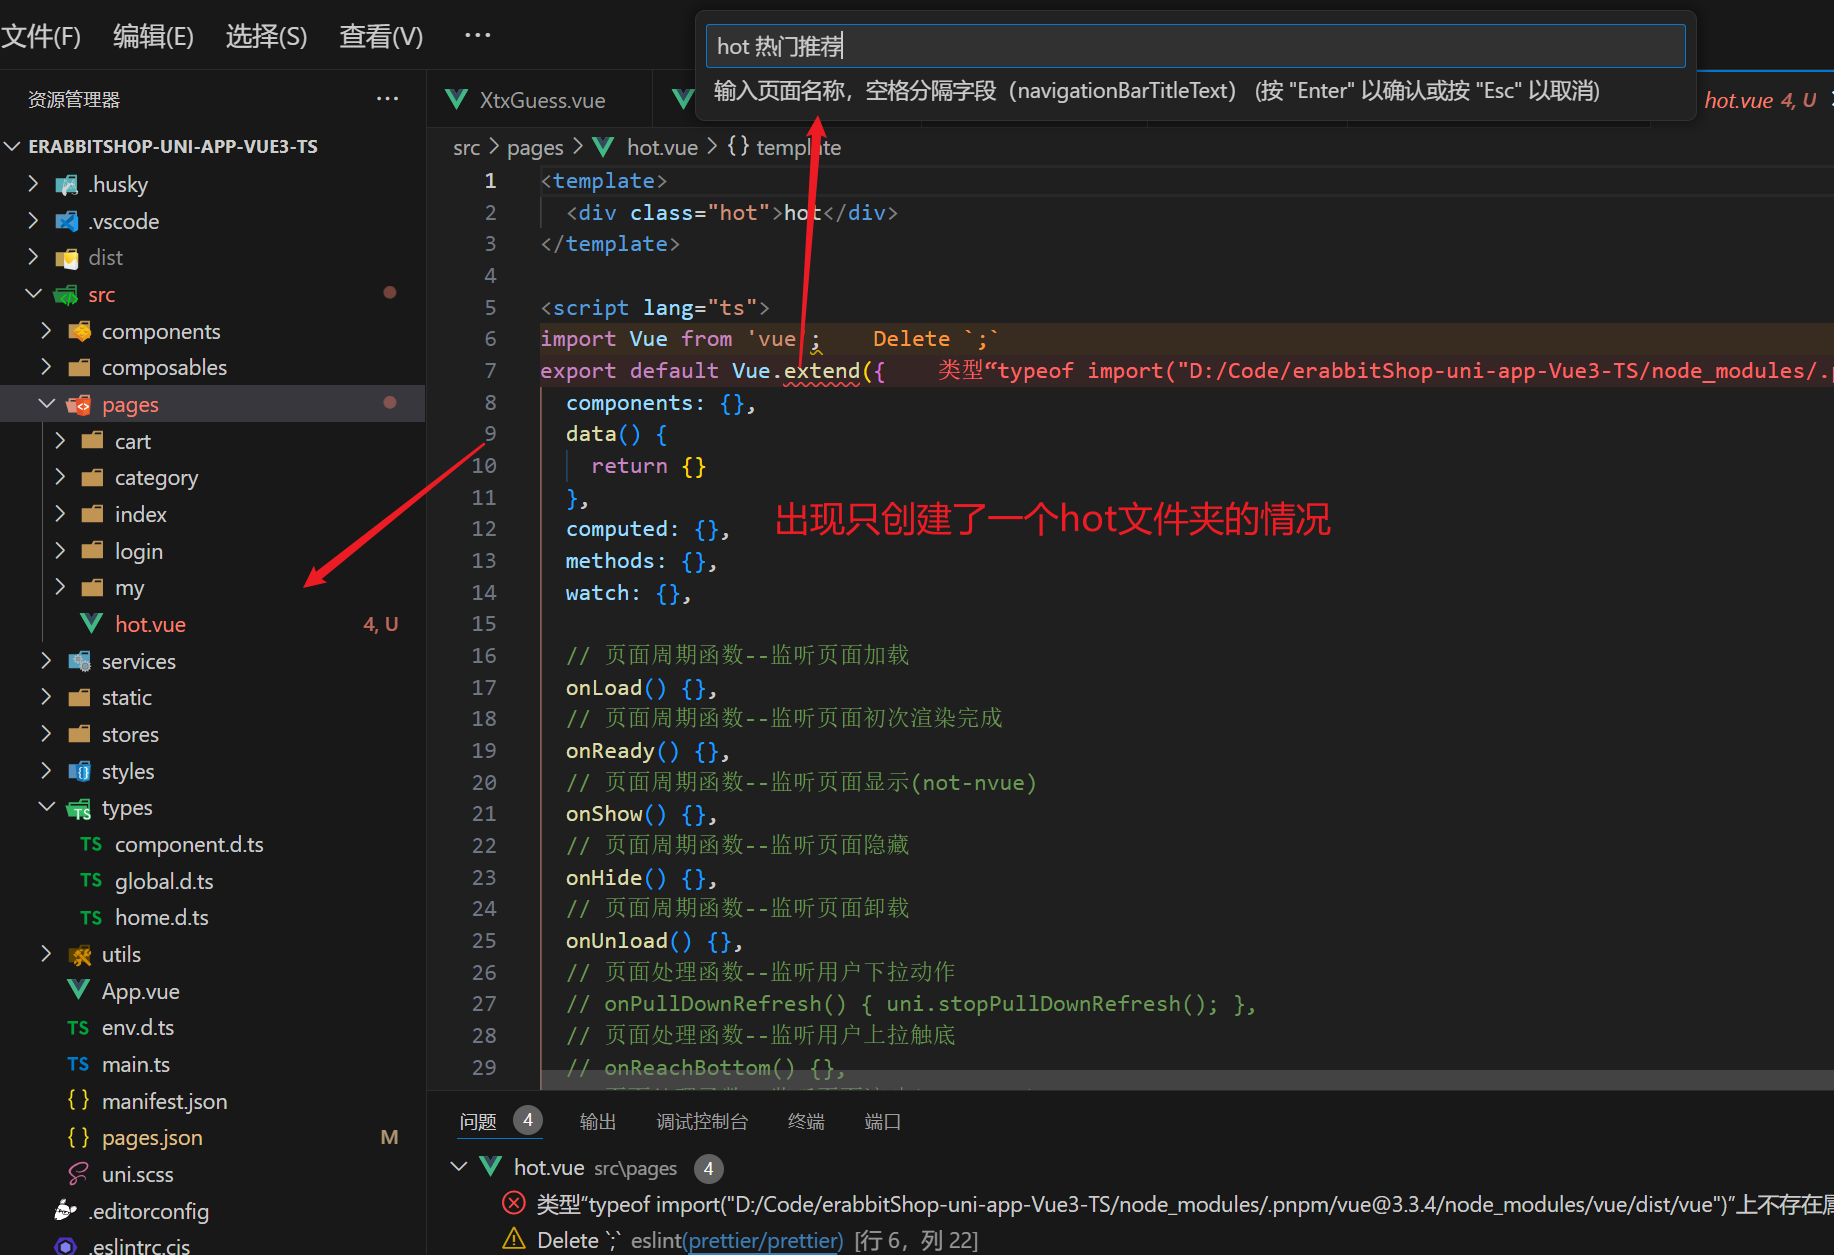 文件(F) 编辑(E) 选择(S) 查看(V) ···
hot 热门推荐
输入页面名称，空格分隔字段（navigationBarTitleText） (按 "Enter" 以确认或按 "Esc" 以取消)
资源管理器 ···
XtxGuess.vue
hot.vue 4, U
ERABBITSHOP-UNI-APP-VUE3-TS
.husky
.vscode
dist
src
components
composables
pages
cart
category
index
login
my
hot.vue 4, U
services
static
stores
styles
types
TS component.d.ts
TS global.d.ts
TS home.d.ts
utils
App.vue
TS env.d.ts
TS main.ts
{} manifest.json
{} pages.json M
uni.scss
.editorconfig
.eslintrc.cjs
src > pages > hot.vue > {} template
1 <template>
2 <div class="hot">hot</div>
3 </template>
4
5 <script lang="ts">
6 import Vue from 'vue'; Delete `;`
7 export default Vue.extend({ 类型“typeof import("D:/Code/erabbitShop-uni-app-Vue3-TS/node_modules/.p
8 components: {},
9 data() {
10 return {}
11 },
12 computed: {},
13 methods: {},
14 watch: {},
15
16 // 页面周期函数--监听页面加载
17 onLoad() {},
18 // 页面周期函数--监听页面初次渲染完成
19 onReady() {},
20 // 页面周期函数--监听页面显示(not-nvue)
21 onShow() {},
22 // 页面周期函数--监听页面隐藏
23 onHide() {},
24 // 页面周期函数--监听页面卸载
25 onUnload() {},
26 // 页面处理函数--监听用户下拉动作
27 // onPullDownRefresh() { uni.stopPullDownRefresh(); },
28 // 页面处理函数--监听用户上拉触底
29 // onReachBottom() {},
出现只创建了一个hot文件夹的情况
问题 4 输出 调试控制台 终端 端口
hot.vue src\pages 4
类型“typeof import("D:/Code/erabbitShop-uni-app-Vue3-TS/node_modules/.pnpm/vue@3.3.4/node_modules/vue/dist/vue")”上不存在属
Delete `;` eslint(prettier/prettier) [行 6，列 22]